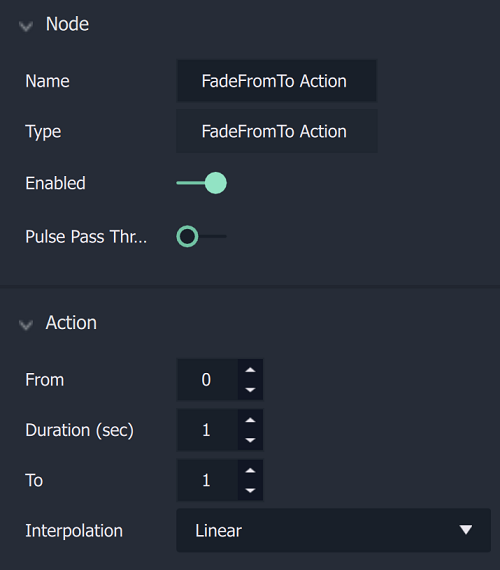 Node
Name FadeFromTo Action
Type FadeFromTo Action
Enabled
Pulse Pass Thr...
Action
From 0
Duration (sec) 1
To 1
Interpolation Linear